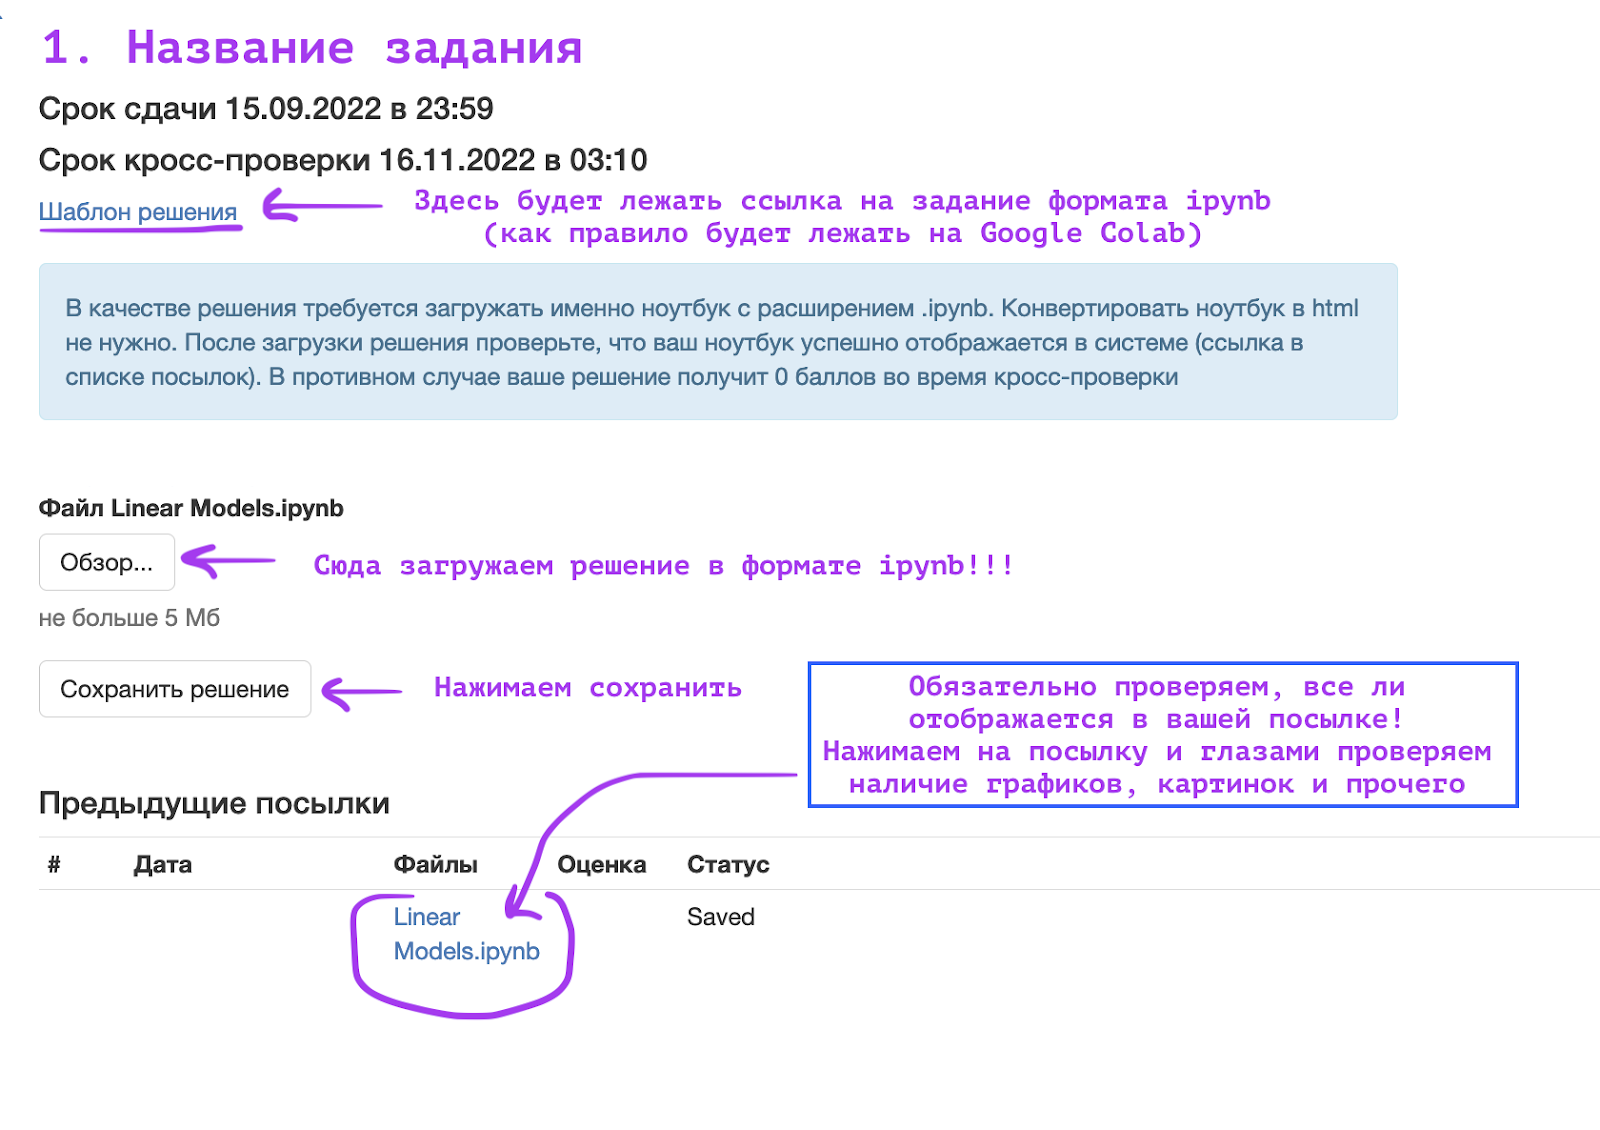 1. Название задания
Срок сдачи 15.09.2022 в 23:59
Срок кросс-проверки 16.11.2022 в 03:10
Шаблон решения
Здесь будет лежать ссылка на задание формата ipynb
(как правило будет лежать на Google Colab)
В качестве решения требуется загружать именно ноутбук с расширением .ipynb. Конвертировать ноутбук в html
не нужно. После загрузки решения проверьте, что ваш ноутбук успешно отображается в системе (ссылка в
списке посылок). В противном случае ваше решение получит 0 баллов во время кросс-проверки
Файл Linear Models.ipynb
Обзор...
Сюда загружаем решение в формате ipynb!!!
не больше 5 Мб
Сохранить решение
Нажимаем сохранить
Обязательно проверяем, все ли
отображается в вашей посылке!
Нажимаем на посылку и глазами проверяем
наличие графиков, картинок и прочего
Предыдущие посылки
# Дата Файлы Оценка Статус
Linear Saved
Models.ipynb